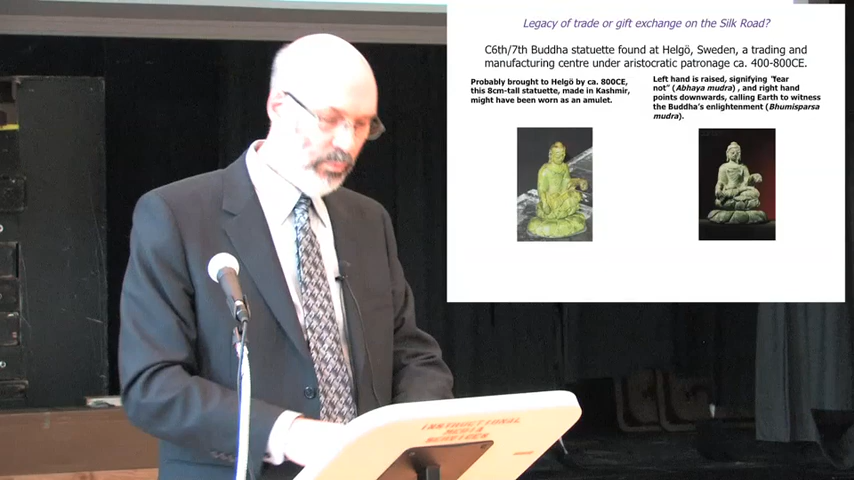 Legacy of trade or gift exchange on the Silk Road?
C6th/7th Buddha statuette found at Helgö, Sweden, a trading and
manufacturing centre under aristocratic patronage ca. 400-800CE.
Probably brought to Helgö by ca. 800CE,
this 8cm-tall statuette, made in Kashmir,
might have been worn as an amulet.
Left hand is raised, signifying "fear
not" (Abhaya mudra) , and right hand
points downwards, calling Earth to witness
the Buddha's enlightenment (Bhumisparsa
mudra).